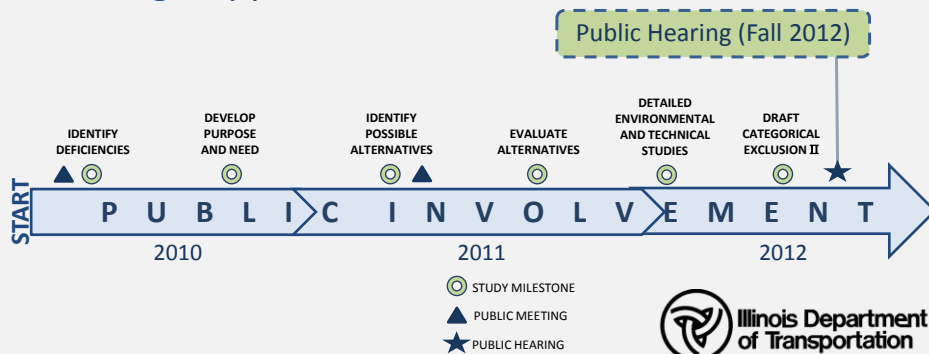 Public Hearing (Fall 2012)
IDENTIFY
DEFICIENCIES
DEVELOP
PURPOSE
AND NEED
IDENTIFY
POSSIBLE
ALTERNATIVES
EVALUATE
ALTERNATIVES
DETAILED
ENVIRONMENTAL
AND TECHNICAL
STUDIES
DRAFT
CATEGORICAL
EXCLUSION II
START
PUBLIC INVOLVEMENT
2010
2011
2012
STUDY MILESTONE
PUBLIC MEETING
PUBLIC HEARING
Illinois Department
of Transportation